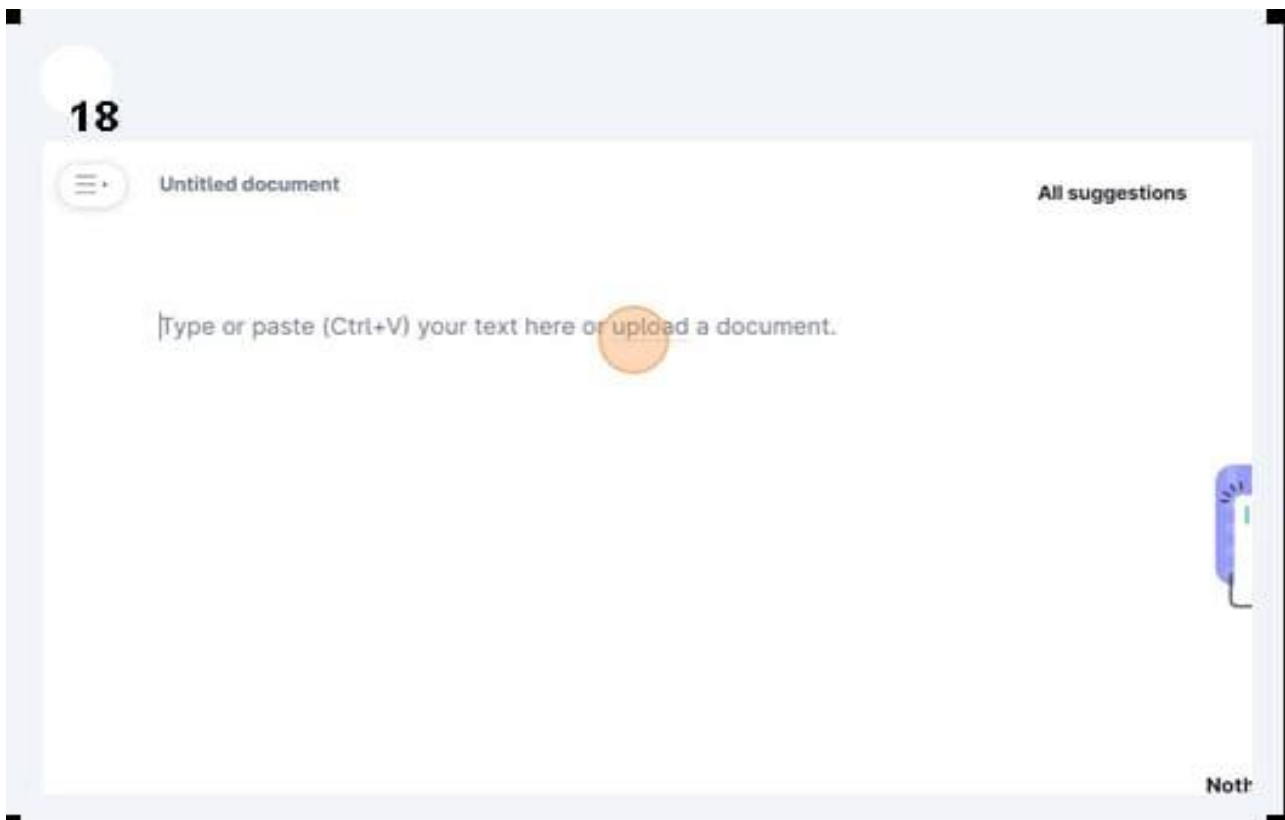 18
Untitled document
All suggestions
Type or paste (Ctrl+V) your text here or upload a document.